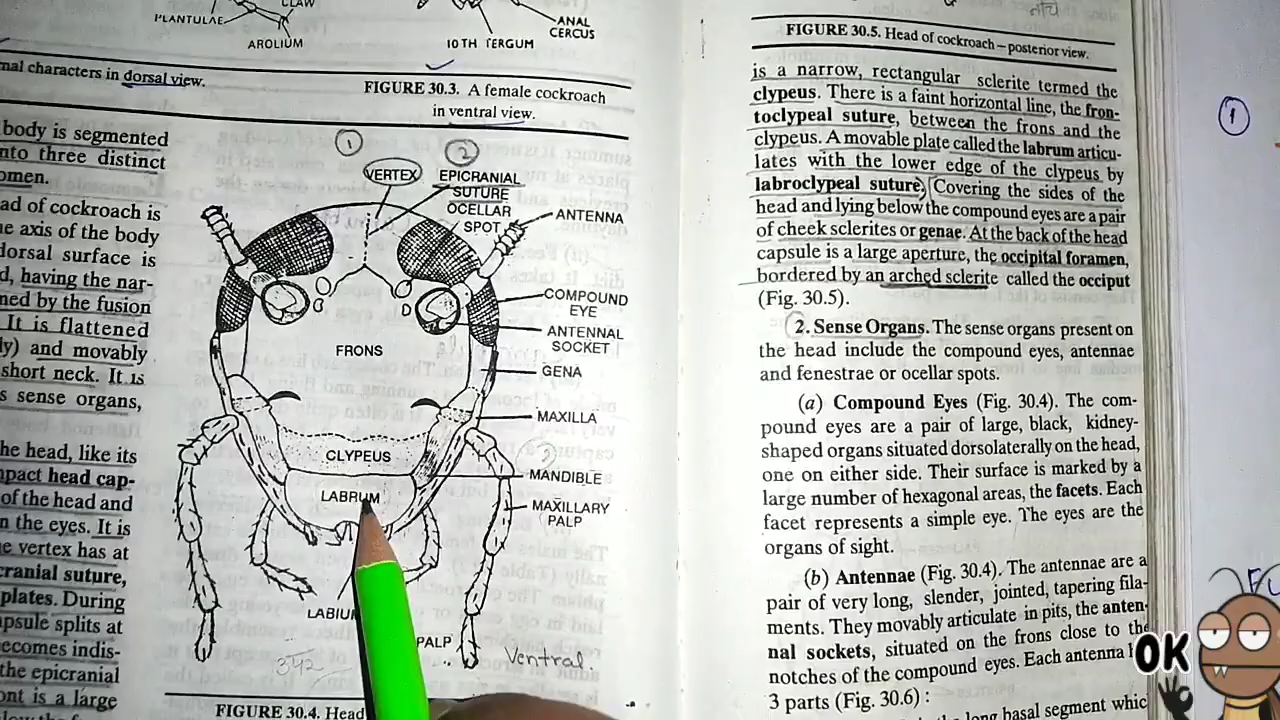 CLAW
PLANTULAE
AROLIUM
ANAL
CERCUS
10TH TERGUM
nal characters in dorsal view.
FIGURE 30.3. A female cockroach
in ventral view.
body is segmented
nto three distinct
omen.
ad of cockroach is
e axis of the body
dorsal surface is
d, having the nar-
ned by the fusion
It is flattened
ly) and movably
short neck. It is
s sense organs,
he head, like its
mpact head cap-
of the head and
n the eyes. It is
e vertex has at
cranial suture,
plates. During
apsule splits at
ecomes indis-
the epicranial
ont is a large
1
2
VERTEX
EPICRANIAL
SUTURE
OCELLAR
SPOT
ANTENNA
COMPOUND
EYE
ANTENNAL
SOCKET
FRONS
GENA
MAXILLA
CLYPEUS
MANDIBLE
LABRUM
MAXILLARY
PALP
LABIUM
PALP
Ventral.
FIGURE 30.4. Head
नीचे
FIGURE 30.5. Head of cockroach – posterior view.
is a narrow, rectangular sclerite termed the
clypeus. There is a faint horizontal line, the fron-
toclypeal suture, between the frons and the
clypeus. A movable plate called the labrum articu-
lates with the lower edge of the clypeus by
labroclypeal suture. Covering the sides of the
head and lying below the compound eyes are a pair
of cheek sclerites or genae. At the back of the head
capsule is a large aperture, the occipital foramen,
bordered by an arched sclerite called the occiput
(Fig. 30.5).
2. Sense Organs. The sense organs present on
the head include the compound eyes, antennae
and fenestrae or ocellar spots.
(a) Compound Eyes (Fig. 30.4). The com-
pound eyes are a pair of large, black, kidney-
shaped organs situated dorsolaterally on the head,
one on either side. Their surface is marked by a
large number of hexagonal areas, the facets. Each
facet represents a simple eye. The eyes are the
organs of sight.
(b) Antennae (Fig. 30.4). The antennae are a
pair of very long, slender, jointed, tapering fila-
ments. They movably articulate in pits, the anten-
nal sockets, situated on the frons close to the
notches of the compound eyes. Each antenna
3 parts (Fig. 30.6) :
long basal segment whic
1
OK